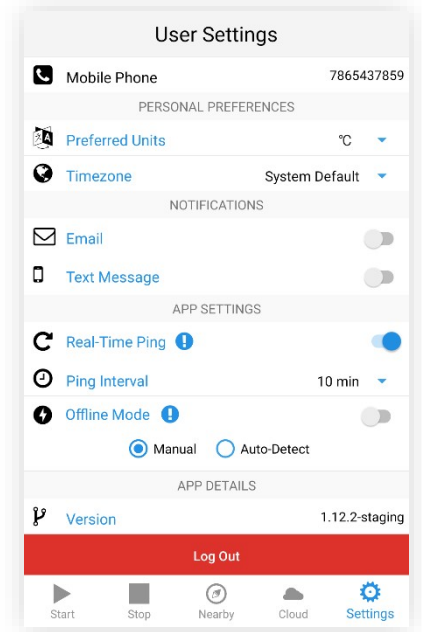 User Settings
Mobile Phone 7865437859
PERSONAL PREFERENCES
Preferred Units °C
Timezone System Default
NOTIFICATIONS
Email
Text Message
APP SETTINGS
Real-Time Ping
Ping Interval 10 min
Offline Mode
Manual Auto-Detect
APP DETAILS
Version 1.12.2-staging
Log Out
Start Stop Nearby Cloud Settings